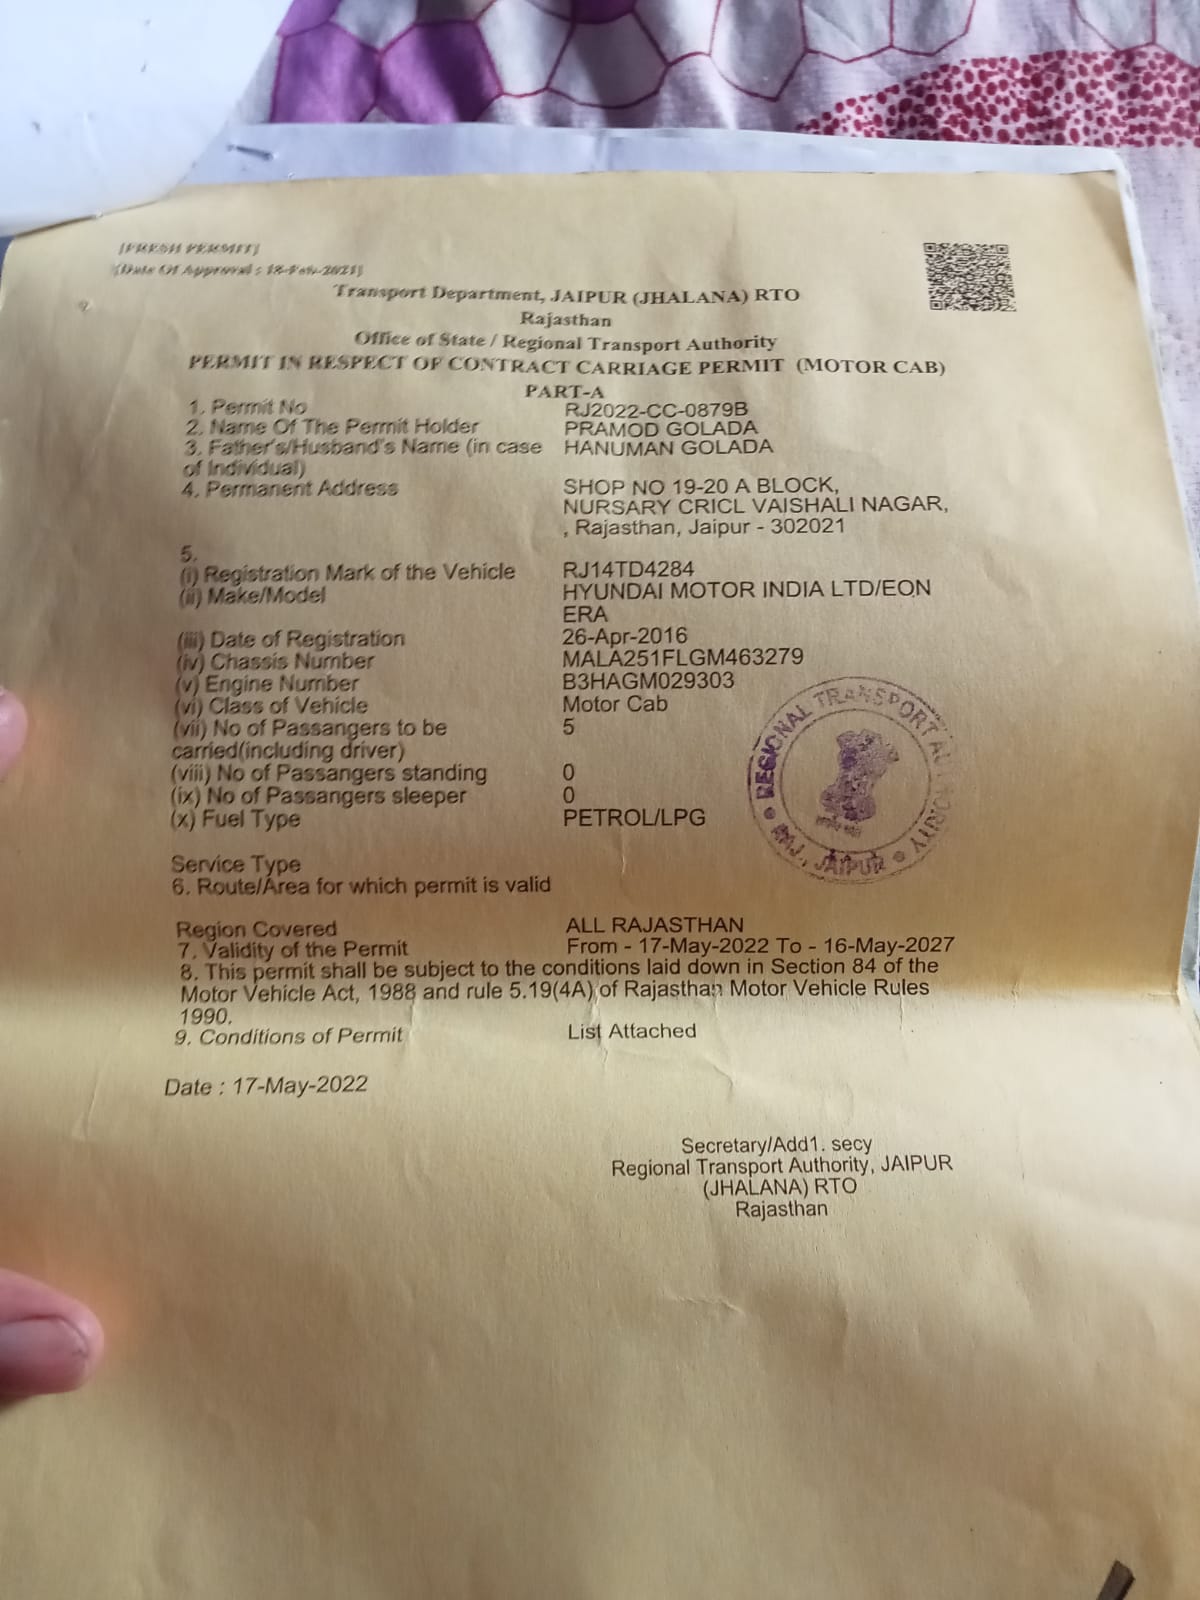 [FRESH PERMIT]
[Date Of Approval : 18-Feb-2021]
Transport Department, JAIPUR (JHALANA) RTO
Rajasthan
Office of State / Regional Transport Authority
PERMIT IN RESPECT OF CONTRACT CARRIAGE PERMIT (MOTOR CAB)
PART-A
1. Permit No RJ2022-CC-0879B
2. Name Of The Permit Holder PRAMOD GOLADA
3. Father's/Husband's Name (in case HANUMAN GOLADA
of Individual)
4. Permanent Address SHOP NO 19-20 A BLOCK,
NURSARY CRICL VAISHALI NAGAR,
, Rajasthan, Jaipur - 302021
5.
(i) Registration Mark of the Vehicle RJ14TD4284
(ii) Make/Model HYUNDAI MOTOR INDIA LTD/EON
ERA
(iii) Date of Registration 26-Apr-2016
(iv) Chassis Number MALA251FLGM463279
(v) Engine Number B3HAGM029303
(vi) Class of Vehicle Motor Cab
(vii) No of Passangers to be 5
carried(including driver)
(viii) No of Passangers standing 0
(ix) No of Passangers sleeper 0
(x) Fuel Type PETROL/LPG
REGIONAL TRANSPORT AUTHORITY
RAJ., JAIPUR
Service Type
6. Route/Area for which permit is valid
Region Covered ALL RAJASTHAN
7. Validity of the Permit From - 17-May-2022 To - 16-May-2027
8. This permit shall be subject to the conditions laid down in Section 84 of the
Motor Vehicle Act, 1988 and rule 5.19(4A) of Rajasthan Motor Vehicle Rules
1990.
9. Conditions of Permit List Attached
Date : 17-May-2022
Secretary/Add1. secy
Regional Transport Authority, JAIPUR
(JHALANA) RTO
Rajasthan